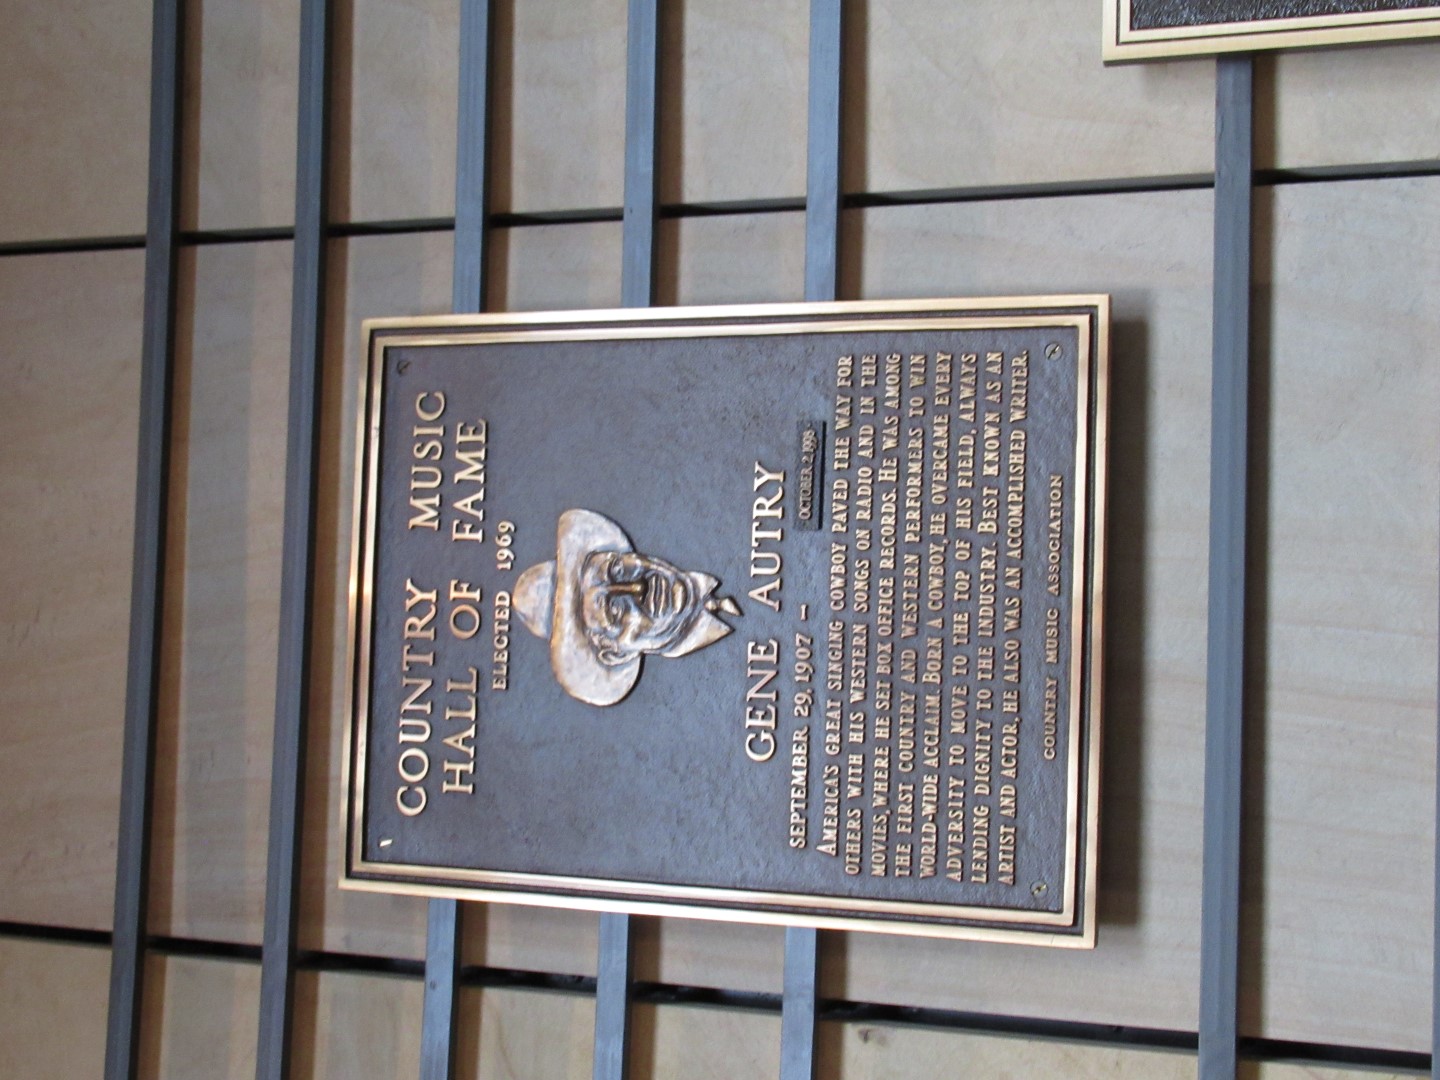 COUNTRY MUSIC
HALL OF FAME
ELECTED 1969
GENE AUTRY
SEPTEMBER 29, 1907 – OCTOBER 2, 1998
AMERICA'S GREAT SINGING COWBOY PAVED THE WAY FOR
OTHERS WITH HIS WESTERN SONGS ON RADIO AND IN THE
MOVIES, WHERE HE SET BOX OFFICE RECORDS. HE WAS AMONG
THE FIRST COUNTRY AND WESTERN PERFORMERS TO WIN
WORLD-WIDE ACCLAIM. BORN A COWBOY, HE OVERCAME EVERY
ADVERSITY TO MOVE TO THE TOP OF HIS FIELD, ALWAYS
LENDING DIGNITY TO THE INDUSTRY. BEST KNOWN AS AN
ARTIST AND ACTOR, HE ALSO WAS AN ACCOMPLISHED WRITER.
COUNTRY MUSIC ASSOCIATION